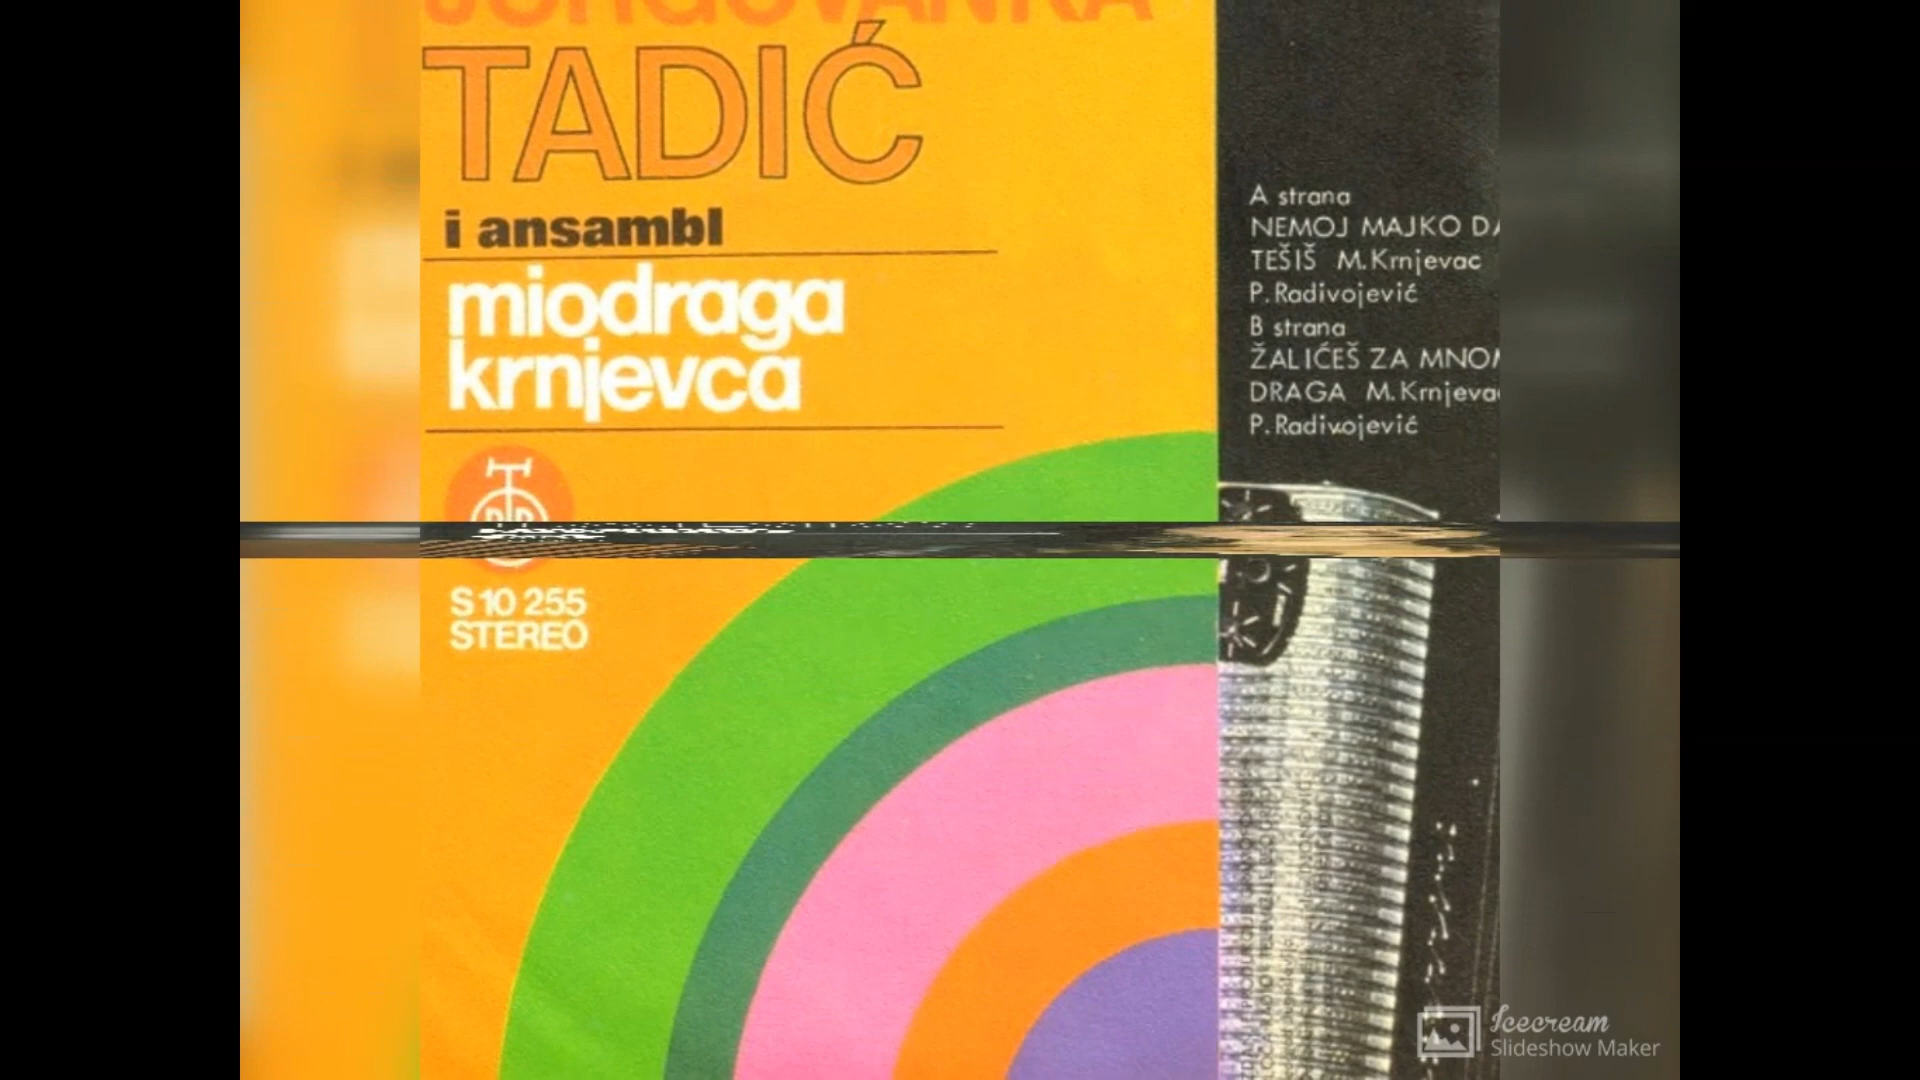 JORGOVANKA
TADIĆ
i ansambl
miodraga
krnjevca
S 10 255
STEREO
A strana
NEMOJ MAJKO DA
TEŠIŠ M.Krnjevac
P.Radivojević
B strana
ŽALIĆEŠ ZA MNOM
DRAGA M.Krnjevac
P.Radivojević
Icecream
Slideshow Maker